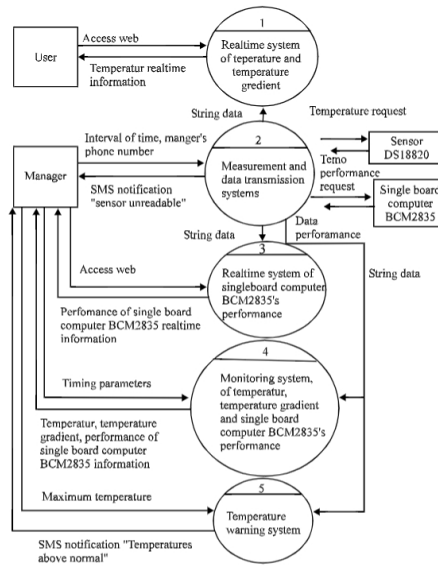 1
Access web
User
Realtime system
of teperature and
temperature
gredient
Temperatur realtime
information
String data
Temperature request
2
Interval of time, manger's
phone number
Sensor
DS18820
Manager
Measurement and
data transmission
systems
Temo
performance
request
SMS notification
"sensor unreadable"
Single board
computer
BCM2835
Data
perforamance
String data
3
Access web
Realtime system of
singleboard computer
BCM2835's
performance
String data
Perfomance of single board
computer BCM2835 realtime
information
4
Timing parameters
Monitoring system,
of temperatur,
temperature gradient
and single board
computer BCM2835's
performance
Temperatur, temperature
gradient, performance of
single board computer
BCM2835 information
5
Maximum temperature
Temperature
warning system
SMS notification "Temperatures
above normal"